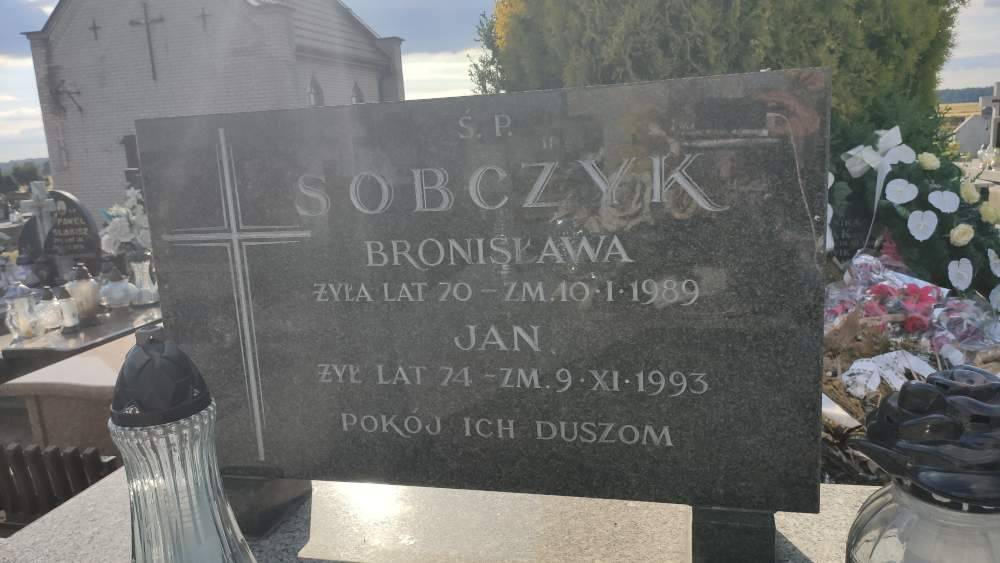 Ś. P.
SOBCZYK
BRONISŁAWA
ŻYŁA LAT 70 – ZM. 10·I·1989
JAN
ŻYŁ LAT 74 – ZM. 9·XI·1993
POKÓJ ICH DUSZOM
PAWEŁ